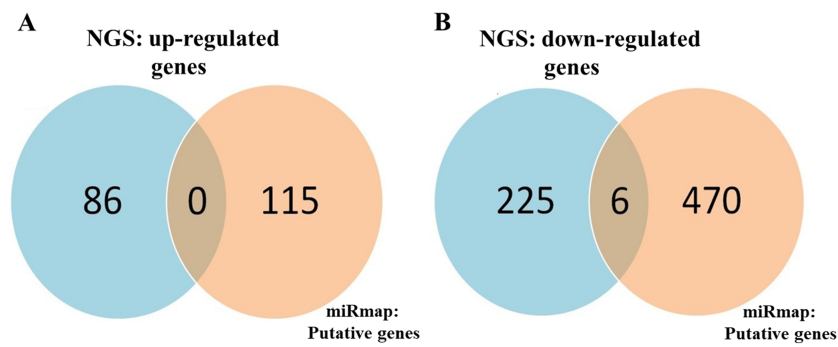 A
NGS: up-regulated
genes
86
0
115
miRmap:
Putative genes
B
NGS: down-regulated
genes
225
6
470
miRmap:
Putative genes